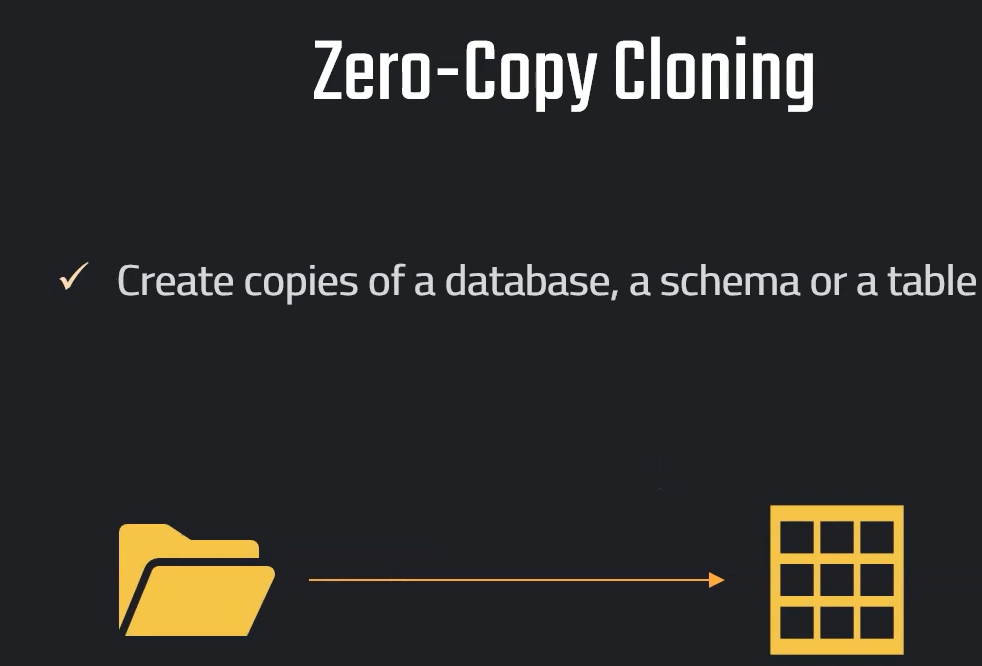 Zero-Copy Cloning
Create copies of a database, a schema or a table